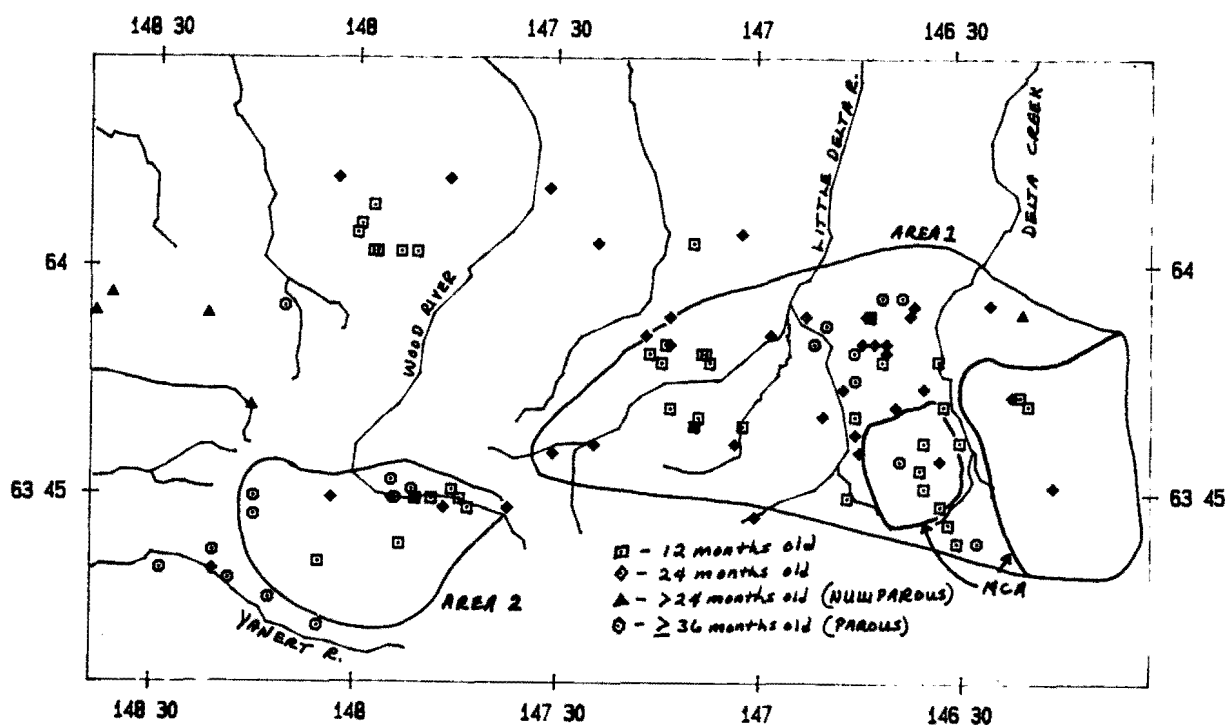 148 30
148
147 30
147
146 30
LITTLE DELTA R.
DELTA CREEK
AREA 1
64
64
WOOD RIVER
63 45
63 45
□ - 12 months old
◇ - 24 months old
▲ - >24 months old (NULLIPAROUS)
⊙ - ≥ 36 months old (PAROUS)
MCA
AREA 2
YANERT R.
148 30
148
147 30
147
146 30